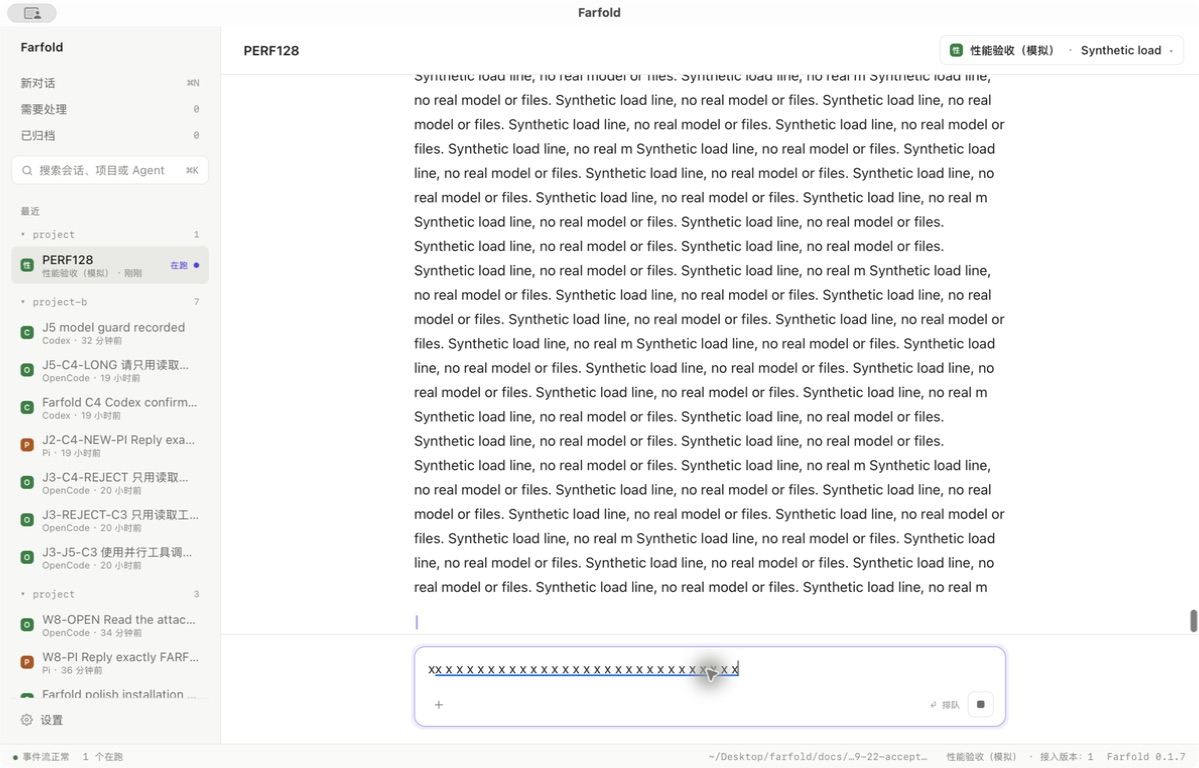 Farfold
Farfold
新对话 ⌘N
需要处理 0
已归档 0
搜索会话、项目或 Agent ⌘K
最近
project 1
性 PERF128
性能验收（模拟） · 刚刚 在跑
project-b 7
C J5 model guard recorded
Codex · 32 分钟前
O J5-C4-LONG 请只用读取...
OpenCode · 19 小时前
C Farfold C4 Codex confirm...
Codex · 19 小时前
P J2-C4-NEW-PI Reply exa...
Pi · 19 小时前
O J3-C4-REJECT 只用读取...
OpenCode · 20 小时前
O J3-REJECT-C3 只用读取工...
OpenCode · 20 小时前
O J3-J5-C3 使用并行工具调...
OpenCode · 20 小时前
project 3
O W8-OPEN Read the attac...
OpenCode · 34 分钟前
P W8-PI Reply exactly FARF...
Pi · 36 分钟前
Farfold polish installation ...
设置
PERF128
性 性能验收（模拟） · Synthetic load
Synthetic load line, no real model or files. Synthetic load line, no real m Synthetic load line,
no real model or files. Synthetic load line, no real model or files. Synthetic load line, no real
model or files. Synthetic load line, no real model or files. Synthetic load line, no real model or
files. Synthetic load line, no real m Synthetic load line, no real model or files. Synthetic load
line, no real model or files. Synthetic load line, no real model or files. Synthetic load line, no
real model or files. Synthetic load line, no real model or files. Synthetic load line, no real m
Synthetic load line, no real model or files. Synthetic load line, no real model or files.
Synthetic load line, no real model or files. Synthetic load line, no real model or files.
Synthetic load line, no real model or files. Synthetic load line, no real m Synthetic load line,
no real model or files. Synthetic load line, no real model or files. Synthetic load line, no real
model or files. Synthetic load line, no real model or files. Synthetic load line, no real model or
files. Synthetic load line, no real m Synthetic load line, no real model or files. Synthetic load
line, no real model or files. Synthetic load line, no real model or files. Synthetic load line, no
real model or files. Synthetic load line, no real model or files. Synthetic load line, no real m
Synthetic load line, no real model or files. Synthetic load line, no real model or files.
Synthetic load line, no real model or files. Synthetic load line, no real model or files.
Synthetic load line, no real model or files. Synthetic load line, no real m Synthetic load line,
no real model or files. Synthetic load line, no real model or files. Synthetic load line, no real
model or files. Synthetic load line, no real model or files. Synthetic load line, no real model or
files. Synthetic load line, no real m Synthetic load line, no real model or files. Synthetic load
line, no real model or files. Synthetic load line, no real model or files. Synthetic load line, no
real model or files. Synthetic load line, no real model or files. Synthetic load line, no real m
xx x x x x x x x x x x x x x x x x x x x x x x x x x x x x
⏎ 排队
事件流正常 1 个在跑
~/Desktop/farfold/docs/…9-22-accept… 性能验收（模拟） · 接入版本: 1 Farfold 0.1.7